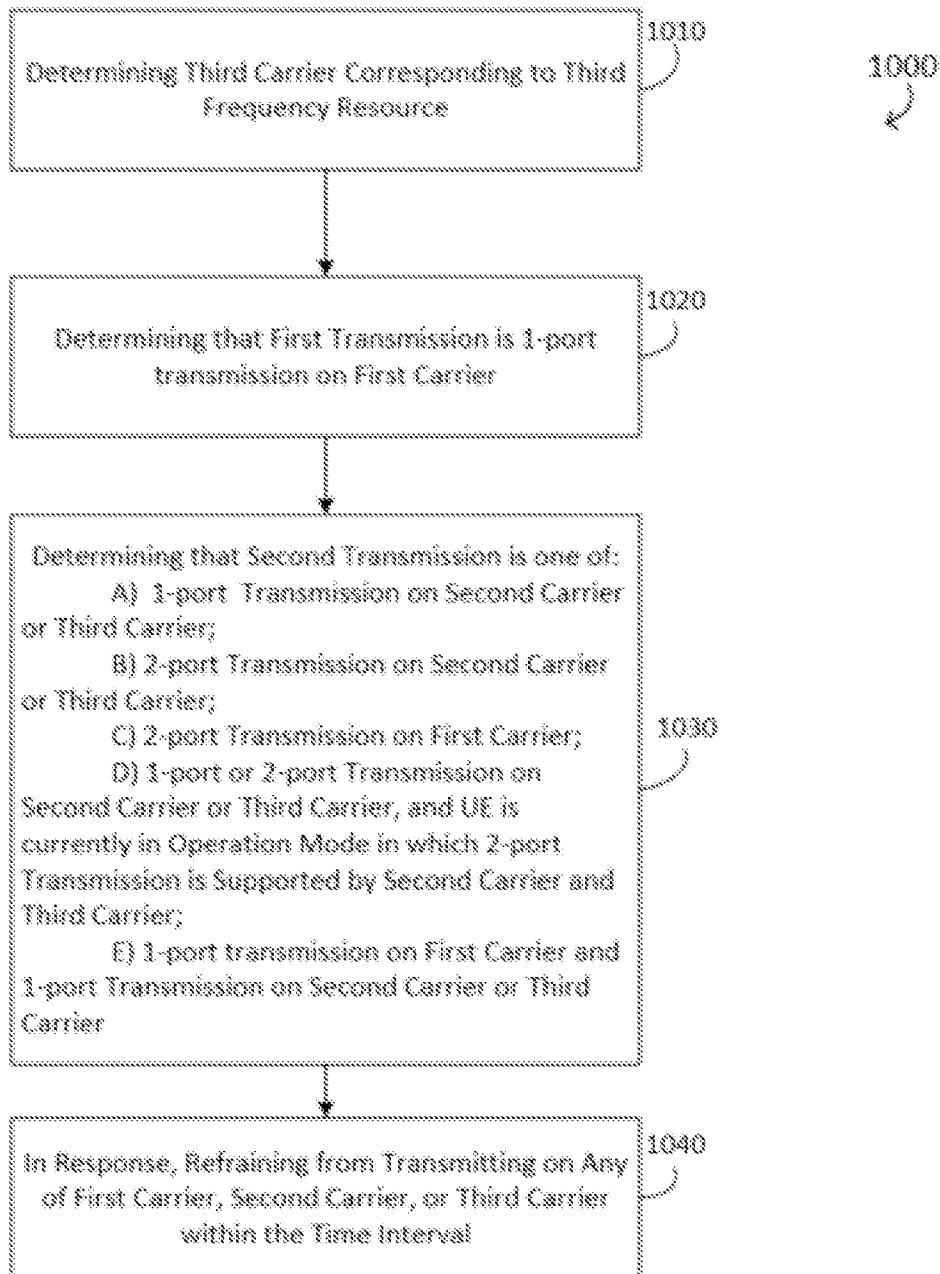 1010
1000
Determining Third Carrier Corresponding to Third
Frequency Resource
1020
Determining that First Transmission is 1-port
transmission on First Carrier
Determining that Second Transmission is one of:
A) 1-port Transmission on Second Carrier
or Third Carrier;
B) 2-port Transmission on Second Carrier
or Third Carrier;
C) 2-port Transmission on First Carrier;
1030
D) 1-port or 2-port Transmission on
Second Carrier or Third Carrier, and UE is
currently in Operation Mode in which 2-port
Transmission is Supported by Second Carrier and
Third Carrier;
E) 1-port transmission on First Carrier and
1-port Transmission on Second Carrier or Third
Carrier
1040
In Response, Refraining from Transmitting on Any
of First Carrier, Second Carrier, or Third Carrier
within the Time Interval